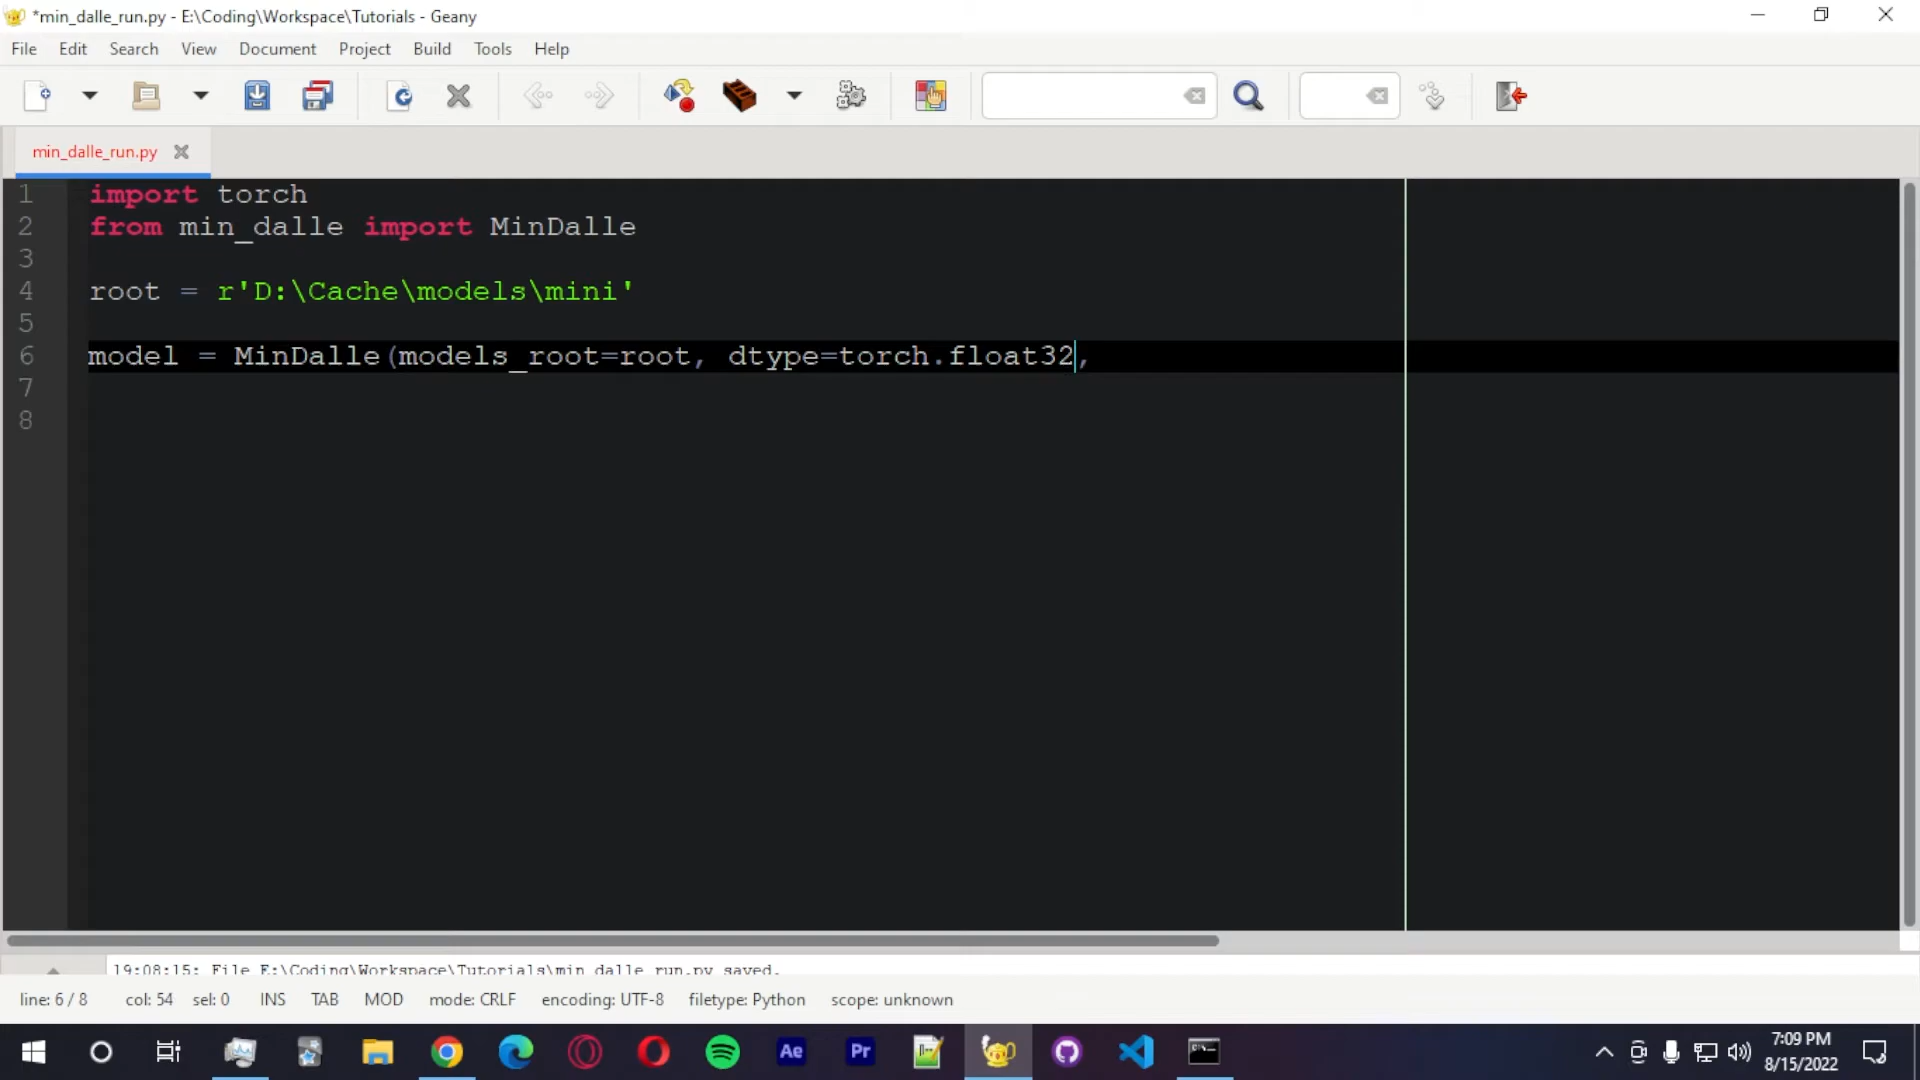 *min_dalle_run.py - E:\Coding\Workspace\Tutorials - Geany
File Edit Search View Document Project Build Tools Help
min_dalle_run.py
1 import torch
2 from min_dalle import MinDalle
3
4 root = r'D:\Cache\models\mini'
5
6 model = MinDalle(models_root=root, dtype=torch.float32,
7
8
19:08:15: File E:\Coding\Workspace\Tutorials\min_dalle_run.py saved.
line: 6 / 8 col: 54 sel: 0 INS TAB MOD mode: CRLF encoding: UTF-8 filetype: Python scope: unknown
Ae Pr
7:09 PM
8/15/2022